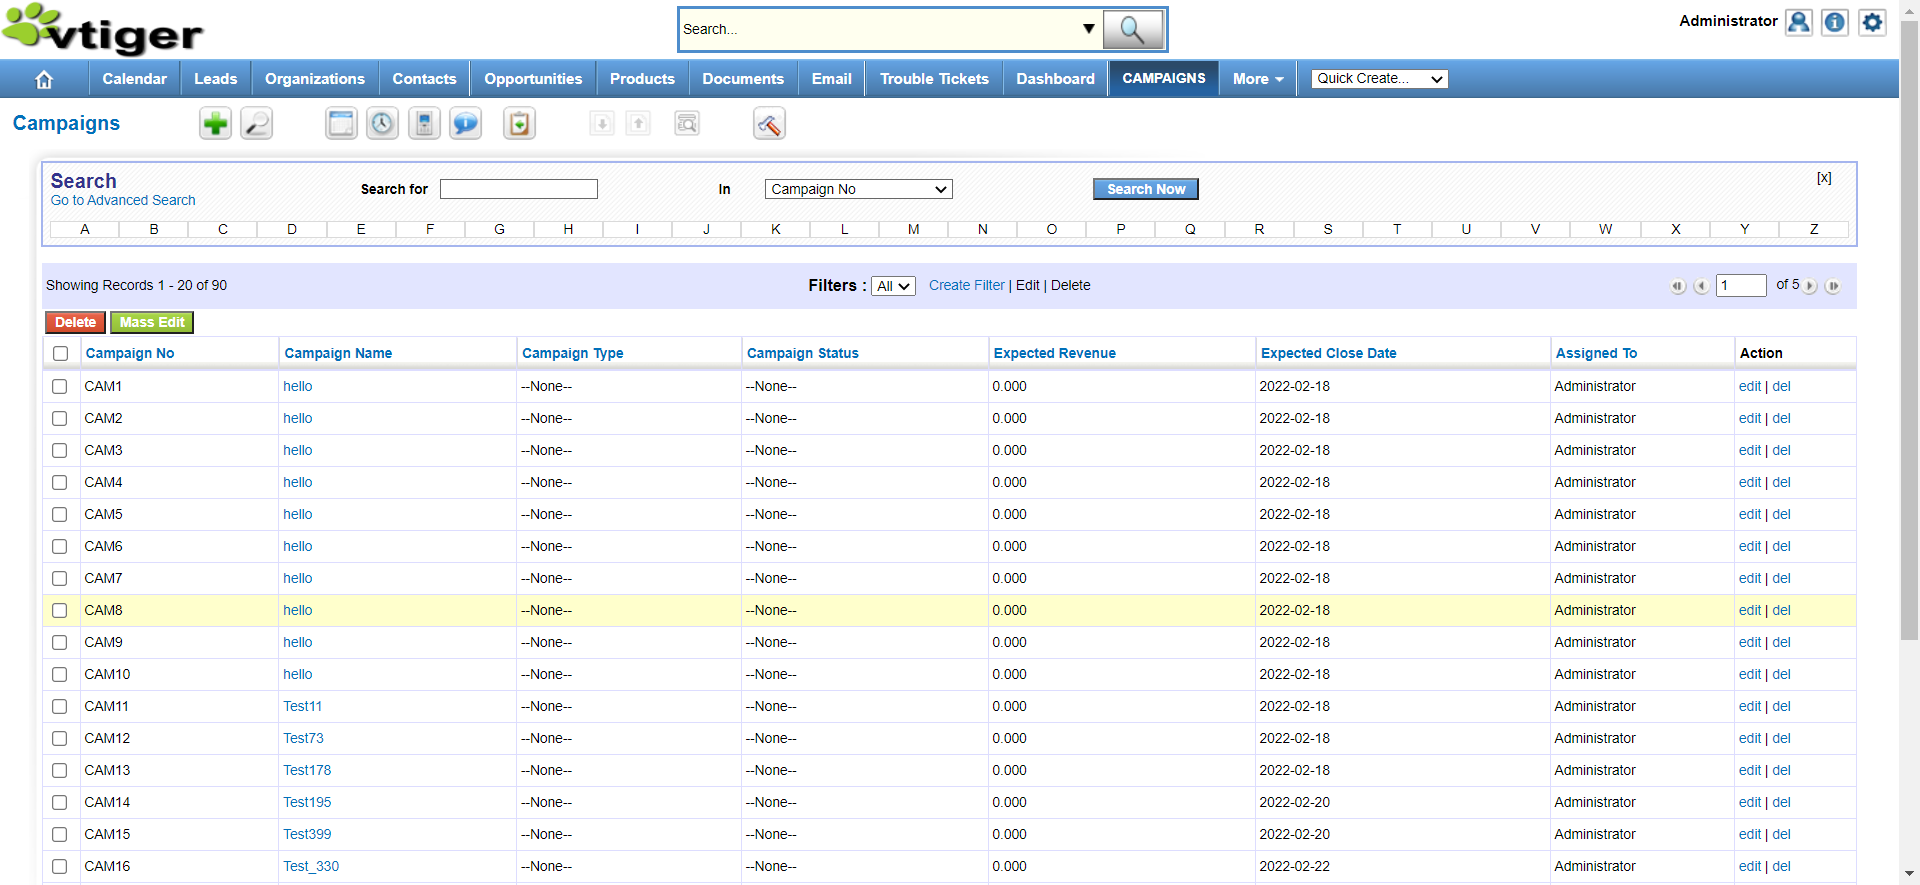 vtiger
Search...
Administrator
Calendar Leads Organizations Contacts Opportunities Products Documents Email Trouble Tickets Dashboard CAMPAIGNS More Quick Create...
Campaigns
Search
Go to Advanced Search
Search for In Campaign No Search Now [x]
A B C D E F G H I J K L M N O P Q R S T U V W X Y Z
Showing Records 1 - 20 of 90 Filters : All Create Filter | Edit | Delete 1 of 5
Delete Mass Edit
Campaign No Campaign Name Campaign Type Campaign Status Expected Revenue Expected Close Date Assigned To Action
CAM1 hello --None-- --None-- 0.000 2022-02-18 Administrator edit | del
CAM2 hello --None-- --None-- 0.000 2022-02-18 Administrator edit | del
CAM3 hello --None-- --None-- 0.000 2022-02-18 Administrator edit | del
CAM4 hello --None-- --None-- 0.000 2022-02-18 Administrator edit | del
CAM5 hello --None-- --None-- 0.000 2022-02-18 Administrator edit | del
CAM6 hello --None-- --None-- 0.000 2022-02-18 Administrator edit | del
CAM7 hello --None-- --None-- 0.000 2022-02-18 Administrator edit | del
CAM8 hello --None-- --None-- 0.000 2022-02-18 Administrator edit | del
CAM9 hello --None-- --None-- 0.000 2022-02-18 Administrator edit | del
CAM10 hello --None-- --None-- 0.000 2022-02-18 Administrator edit | del
CAM11 Test11 --None-- --None-- 0.000 2022-02-18 Administrator edit | del
CAM12 Test73 --None-- --None-- 0.000 2022-02-18 Administrator edit | del
CAM13 Test178 --None-- --None-- 0.000 2022-02-18 Administrator edit | del
CAM14 Test195 --None-- --None-- 0.000 2022-02-20 Administrator edit | del
CAM15 Test399 --None-- --None-- 0.000 2022-02-20 Administrator edit | del
CAM16 Test_330 --None-- --None-- 0.000 2022-02-22 Administrator edit | del